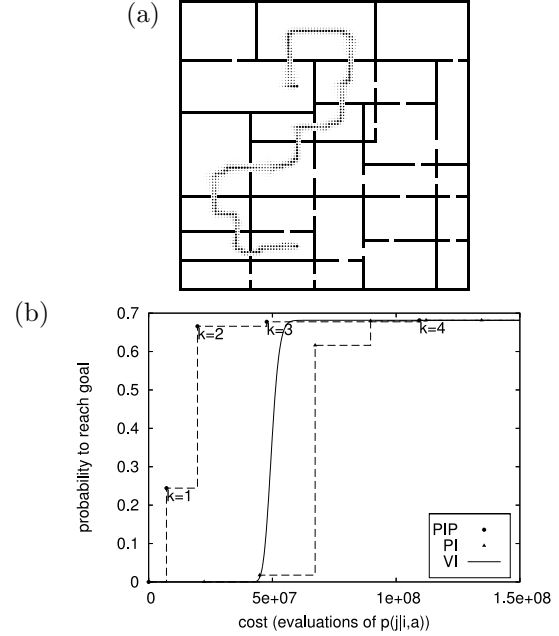 (a)
(b)
0.7
0.6
0.5
0.4
0.3
0.2
0.1
0
probability to reach goal
k=1
k=2
k=3
k=4
PIP
PI
VI
0
5e+07
1e+08
1.5e+08
cost (evaluations of p(j|i,a))